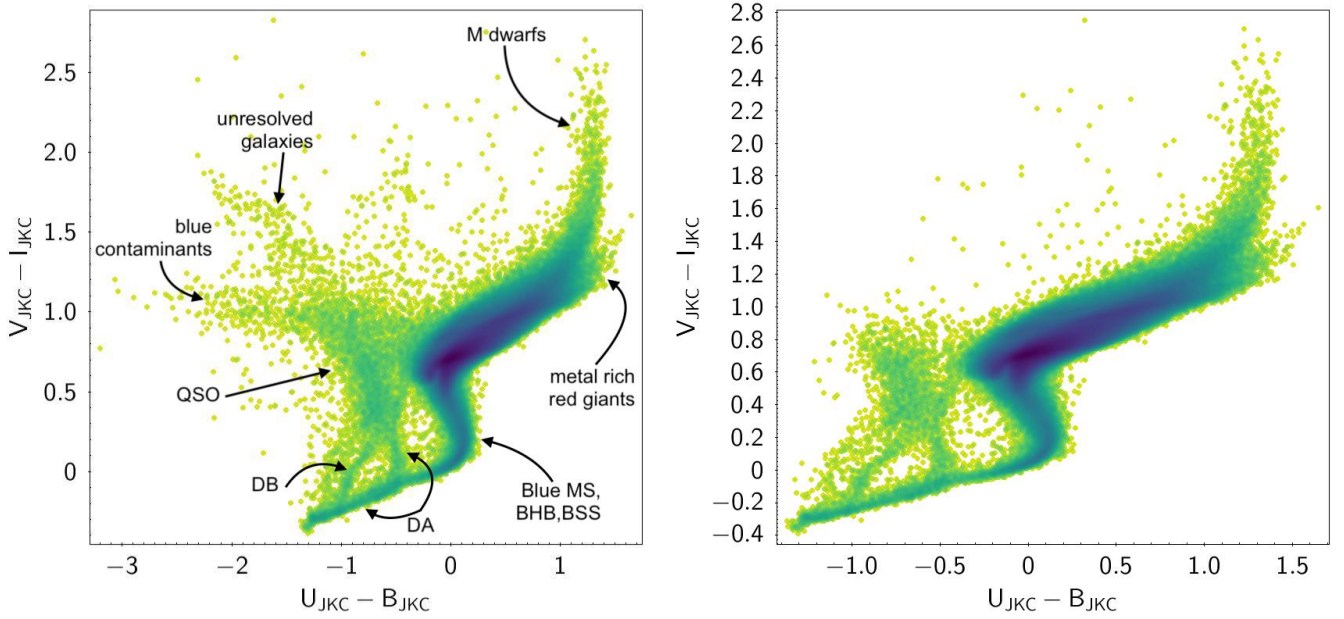 M dwarfs
unresolved
galaxies
blue
contaminants
QSO
metal rich
red giants
DB
DA
Blue MS,
BHB,BSS
2.5
2.0
1.5
1.0
0.5
0
V_JKC − I_JKC
−3 −2 −1 0 1
U_JKC − B_JKC
2.8
2.6
2.4
2.2
2.0
1.8
1.6
1.4
1.2
1.0
0.8
0.6
0.4
0.2
0
−0.2
−0.4
V_JKC − I_JKC
−1.0 −0.5 0 0.5 1.0 1.5
U_JKC − B_JKC